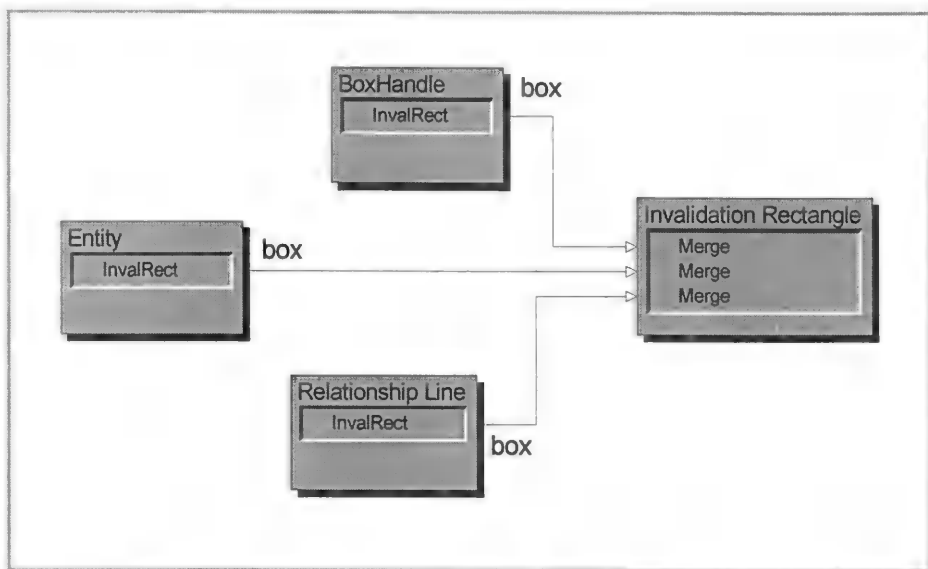 BoxHandle
InvalRect
box
Entity
InvalRect
box
Invalidation Rectangle
Merge
Merge
Merge
Relationship Line
InvalRect
box